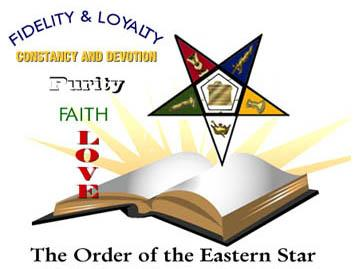 FIDELITY & LOYALTY
CONSTANCY AND DEVOTION
Purity
FAITH
LOVE
The Order of the Eastern Star